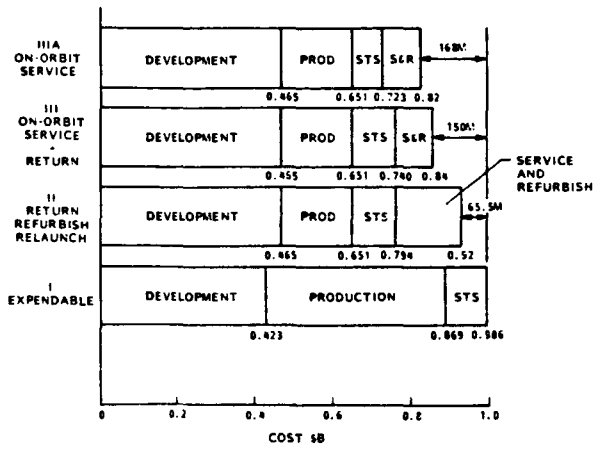 IIIA
ON-ORBIT
SERVICE
DEVELOPMENT
PROD
STS
S&R
168M
0.465
0.651
0.723
0.82
III
ON-ORBIT
SERVICE
+
RETURN
DEVELOPMENT
PROD
STS
S&R
150M
0.455
0.651
0.740
0.84
SERVICE
AND
REFURBISH
II
RETURN
REFURBISH
RELAUNCH
DEVELOPMENT
PROD
STS
65.5M
0.465
0.651
0.794
0.52
I
EXPENDABLE
DEVELOPMENT
PRODUCTION
STS
0.423
0.869
0.986
0
0.2
0.4
0.6
0.8
1.0
COST $B